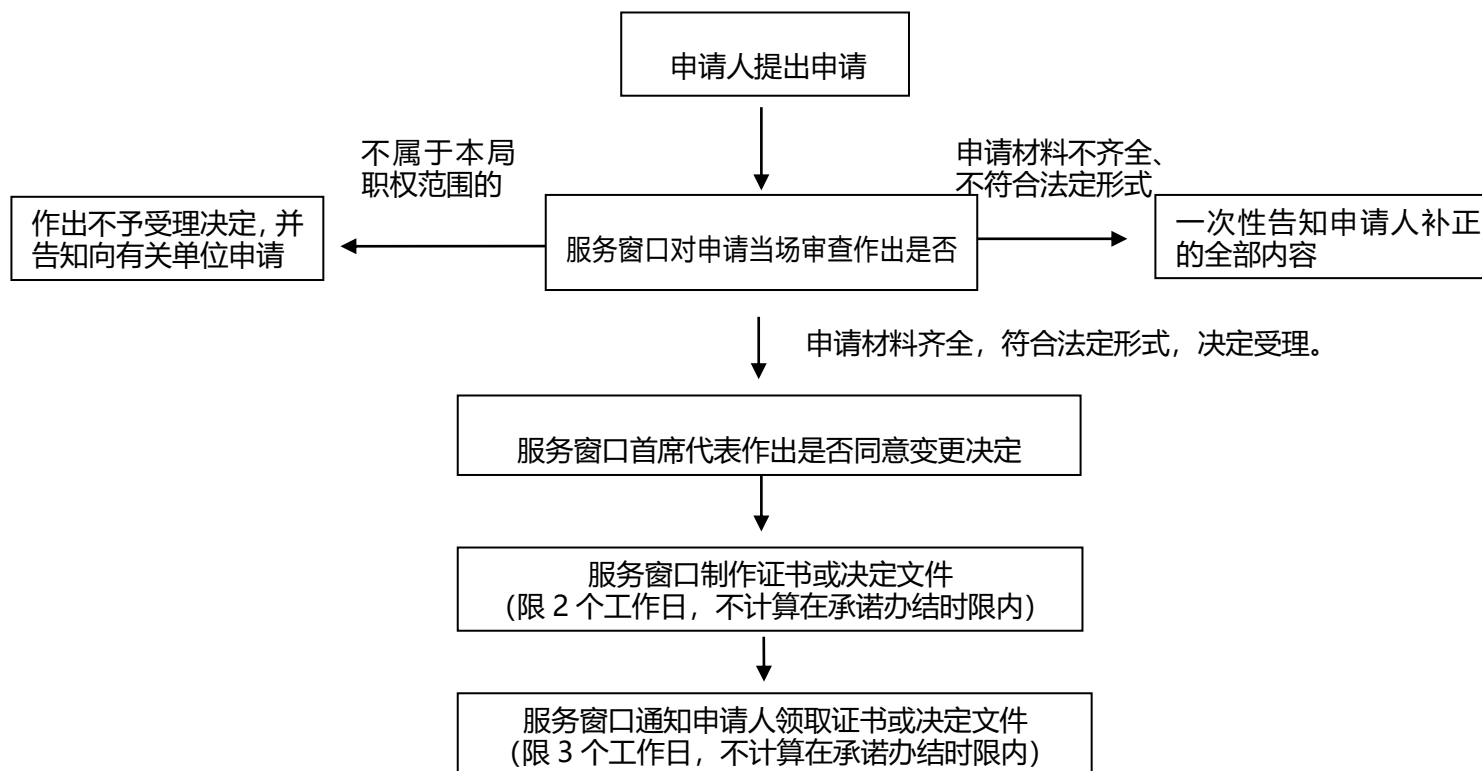 申请人提出申请
不属于本局
职权范围的
申请材料不齐全、
不符合法定形式
作出不予受理决定，并
告知向有关单位申请
服务窗口对申请当场审查作出是否
一次性告知申请人补正
的全部内容
申请材料齐全，符合法定形式，决定受理。
服务窗口首席代表作出是否同意变更决定
服务窗口制作证书或决定文件
（限 2 个工作日，不计算在承诺办结时限内）
服务窗口通知申请人领取证书或决定文件
（限 3 个工作日，不计算在承诺办结时限内）